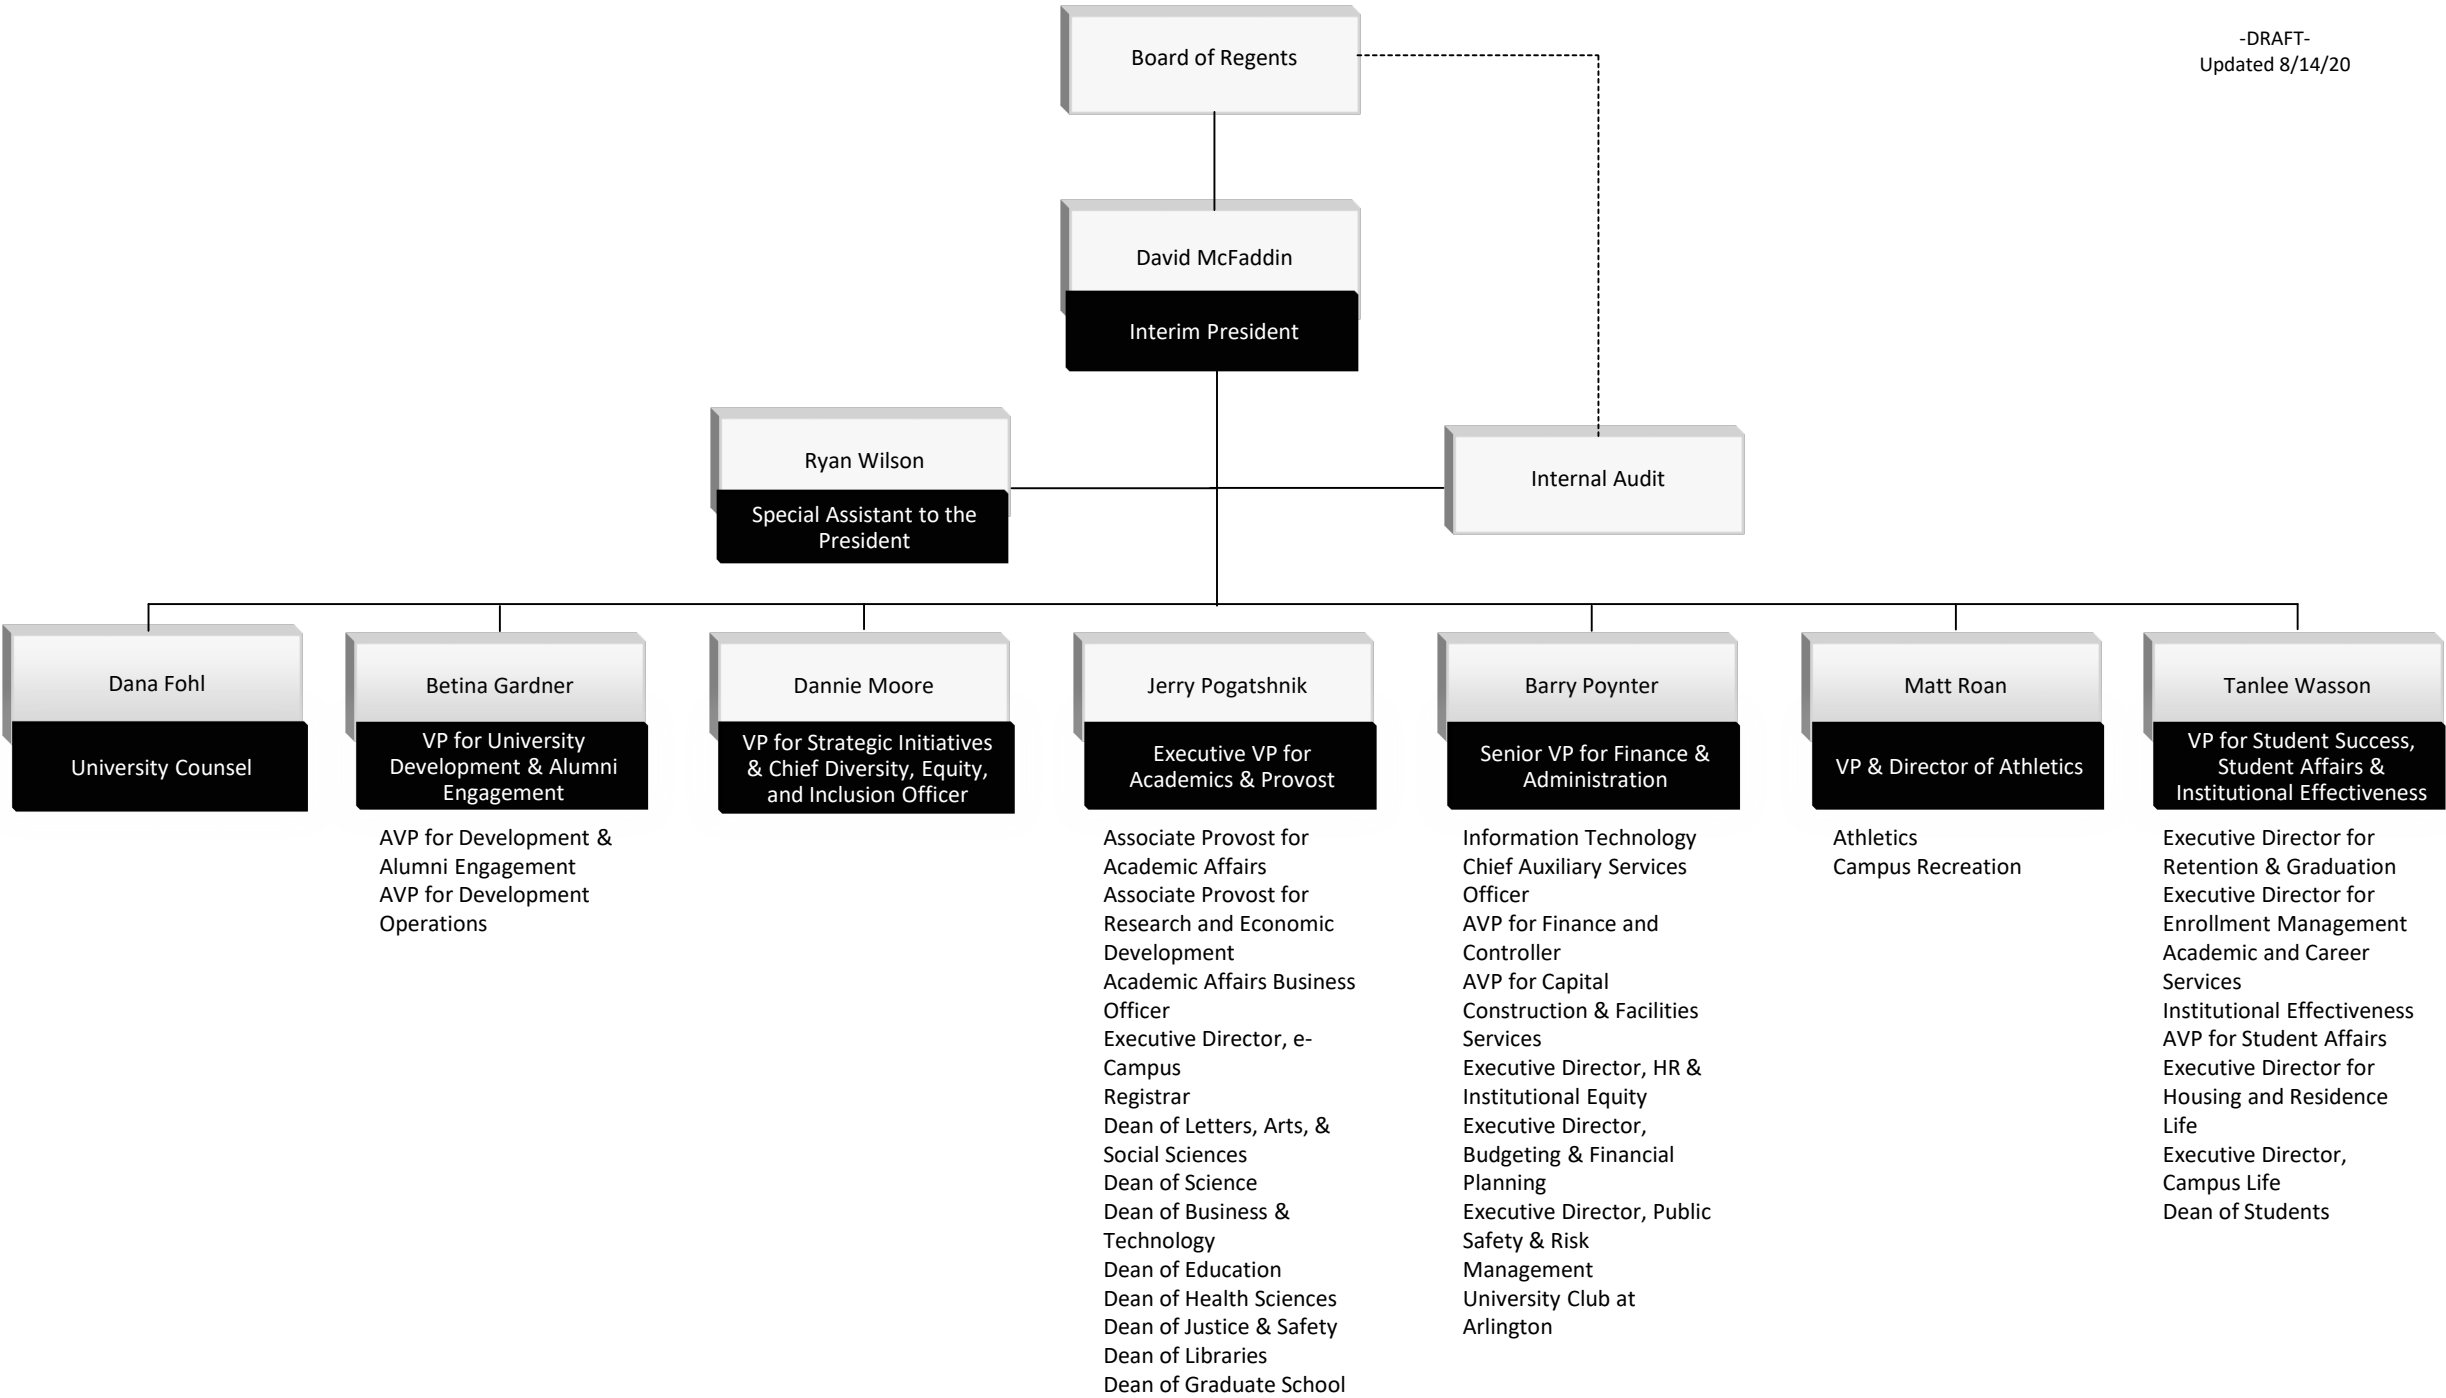 -DRAFT-
Updated 8/14/20
Board of Regents
David McFaddin
Interim President
Ryan Wilson
Special Assistant to the
President
Internal Audit
Dana Fohl
University Counsel
Betina Gardner
VP for University
Development & Alumni
Engagement
AVP for Development &
Alumni Engagement
AVP for Development
Operations
Dannie Moore
VP for Strategic Initiatives
& Chief Diversity, Equity,
and Inclusion Officer
Jerry Pogatshnik
Executive VP for
Academics & Provost
Associate Provost for
Academic Affairs
Associate Provost for
Research and Economic
Development
Academic Affairs Business
Officer
Executive Director, e-
Campus
Registrar
Dean of Letters, Arts, &
Social Sciences
Dean of Science
Dean of Business &
Technology
Dean of Education
Dean of Health Sciences
Dean of Justice & Safety
Dean of Libraries
Dean of Graduate School
Barry Poynter
Senior VP for Finance &
Administration
Information Technology
Chief Auxiliary Services
Officer
AVP for Finance and
Controller
AVP for Capital
Construction & Facilities
Services
Executive Director, HR &
Institutional Equity
Executive Director,
Budgeting & Financial
Planning
Executive Director, Public
Safety & Risk
Management
University Club at
Arlington
Matt Roan
VP & Director of Athletics
Athletics
Campus Recreation
Tanlee Wasson
VP for Student Success,
Student Affairs &
Institutional Effectiveness
Executive Director for
Retention & Graduation
Executive Director for
Enrollment Management
Academic and Career
Services
Institutional Effectiveness
AVP for Student Affairs
Executive Director for
Housing and Residence
Life
Executive Director,
Campus Life
Dean of Students